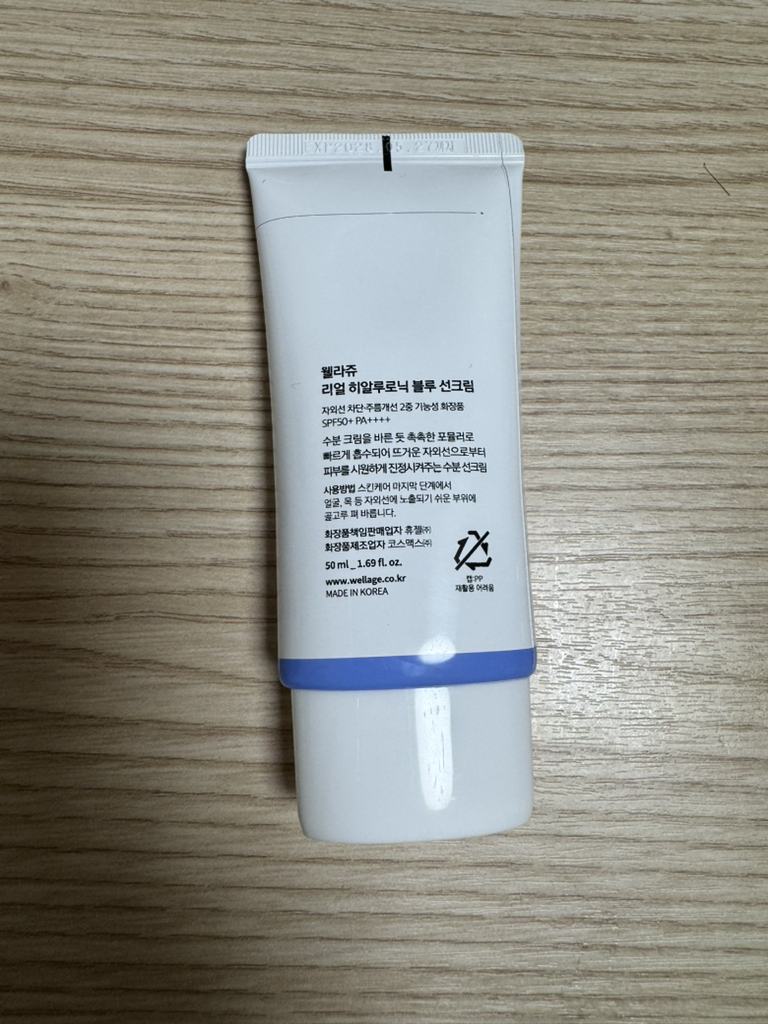 EXP2028 05.27까지
웰라쥬
리얼 히알루로닉 블루 선크림
자외선 차단·주름개선 2중 기능성 화장품
SPF50+ PA++++
수분 크림을 바른 듯 촉촉한 포뮬러로
빠르게 흡수되어 뜨거운 자외선으로부터
피부를 시원하게 진정시켜주는 수분 선크림
사용방법 스킨케어 마지막 단계에서
얼굴, 목 등 자외선에 노출되기 쉬운 부위에
골고루 펴 바릅니다.
화장품책임판매업자 휴젤㈜
화장품제조업자 코스맥스㈜
50 ml _ 1.69 fl. oz.
www.wellage.co.kr
MADE IN KOREA
캡:PP
재활용 어려움